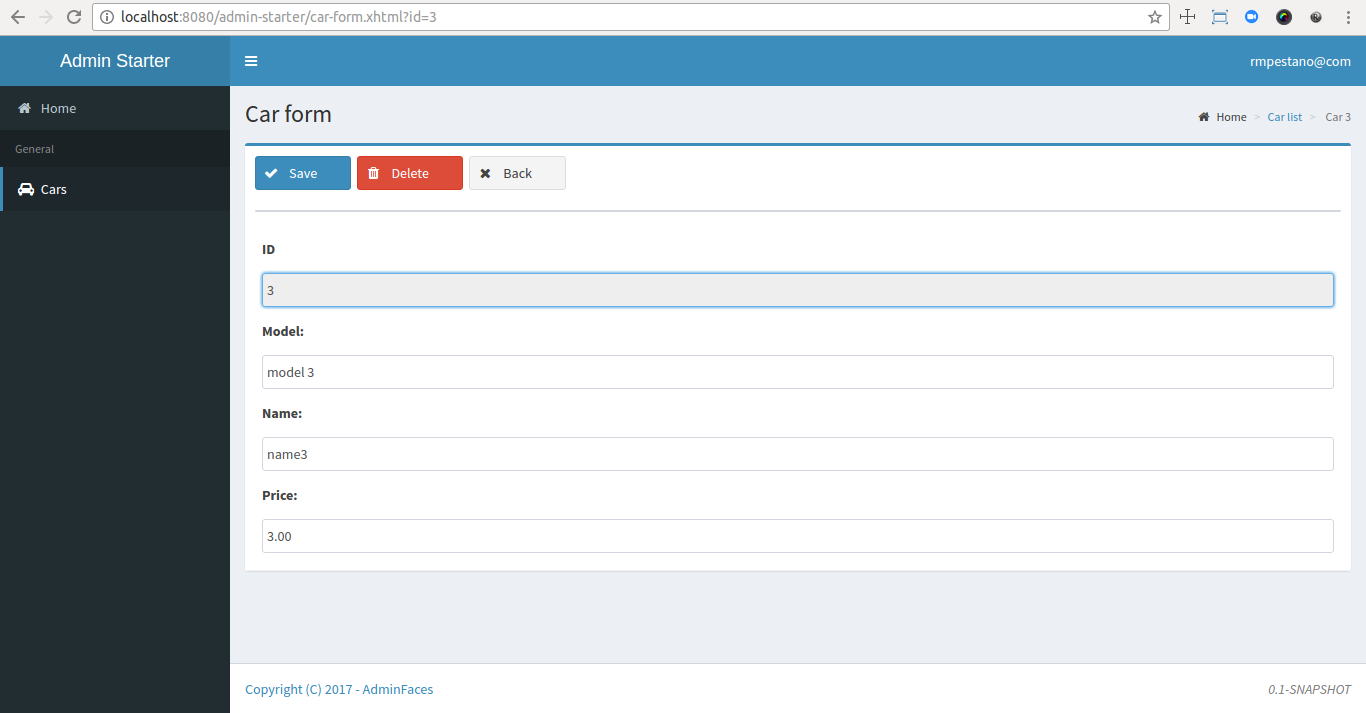 localhost:8080/admin-starter/car-form.xhtml?id=3
Admin Starter
rmpestano@com
Home
General
Cars
Car form
Home > Car list > Car 3
Save Delete Back
ID
3
Model:
model 3
Name:
name3
Price:
3.00
Copyright (C) 2017 - AdminFaces
0.1-SNAPSHOT